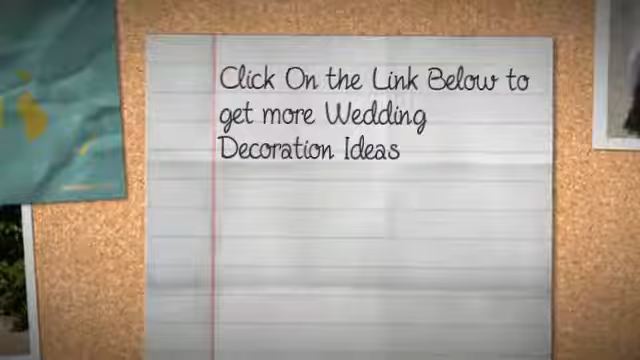 Click On the Link Below to
get more Wedding
Decoration Ideas